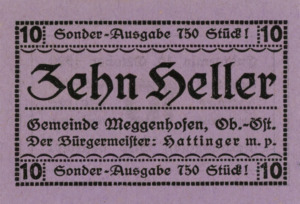 10 Sonder-Ausgabe 750 Stück! 10
Zehn Heller
Gemeinde Meggenhofen, Ob.-Öst.
Der Bürgermeister: Hattinger m. p.
10 Sonder-Ausgabe 750 Stück! 10